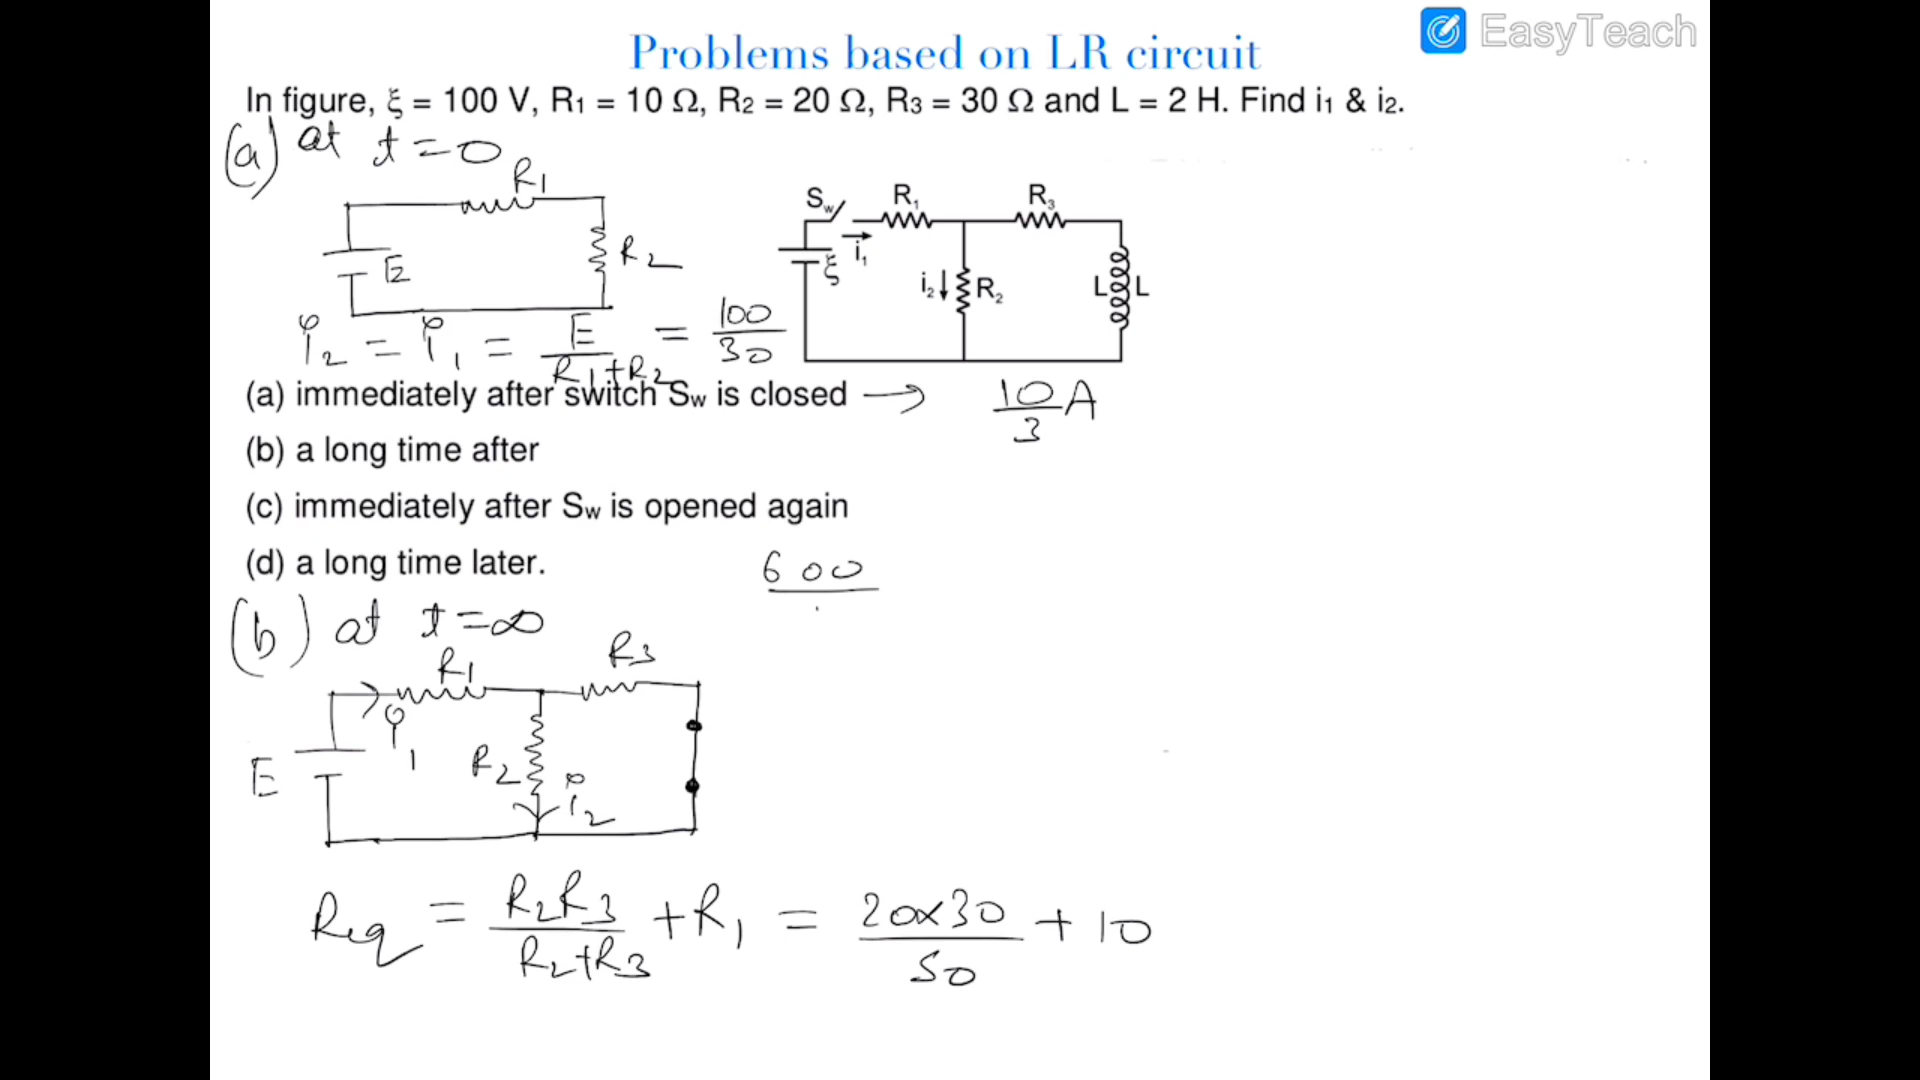 EasyTeach
Problems based on LR circuit
In figure, ξ = 100 V, R₁ = 10 Ω, R₂ = 20 Ω, R₃ = 30 Ω and L = 2 H. Find i₁ & i₂.
(a) at t = 0
R₁
E
R₂
i₂ = i₁ = E/(R₁+R₂) = 100/30
S_w R₁ R₃
ξ i₁ i₂ R₂ L L
(a) immediately after switch S_w is closed → 10/3 A
(b) a long time after
(c) immediately after S_w is opened again
(d) a long time later.
600
(b) at t = ∞
R₁ R₃
i₁
E R₂ i₂
Req = R₂R₃/(R₂+R₃) + R₁ = 20×30/50 + 10